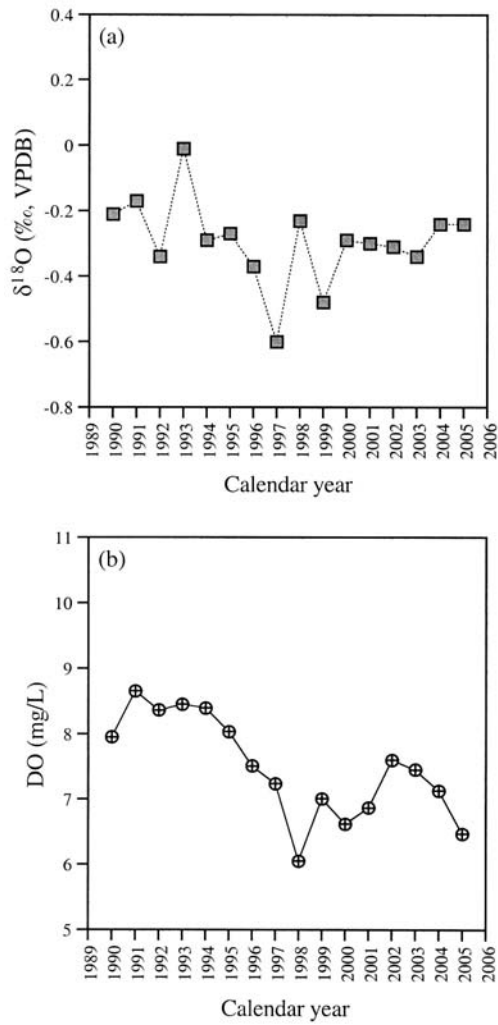 (a)
0.4
0.2
0
-0.2
-0.4
-0.6
-0.8
δ¹⁸O (‰, VPDB)
1989 1990 1991 1992 1993 1994 1995 1996 1997 1998 1999 2000 2001 2002 2003 2004 2005 2006
Calendar year
(b)
11
10
9
8
7
6
5
DO (mg/L)
1989 1990 1991 1992 1993 1994 1995 1996 1997 1998 1999 2000 2001 2002 2003 2004 2005 2006
Calendar year